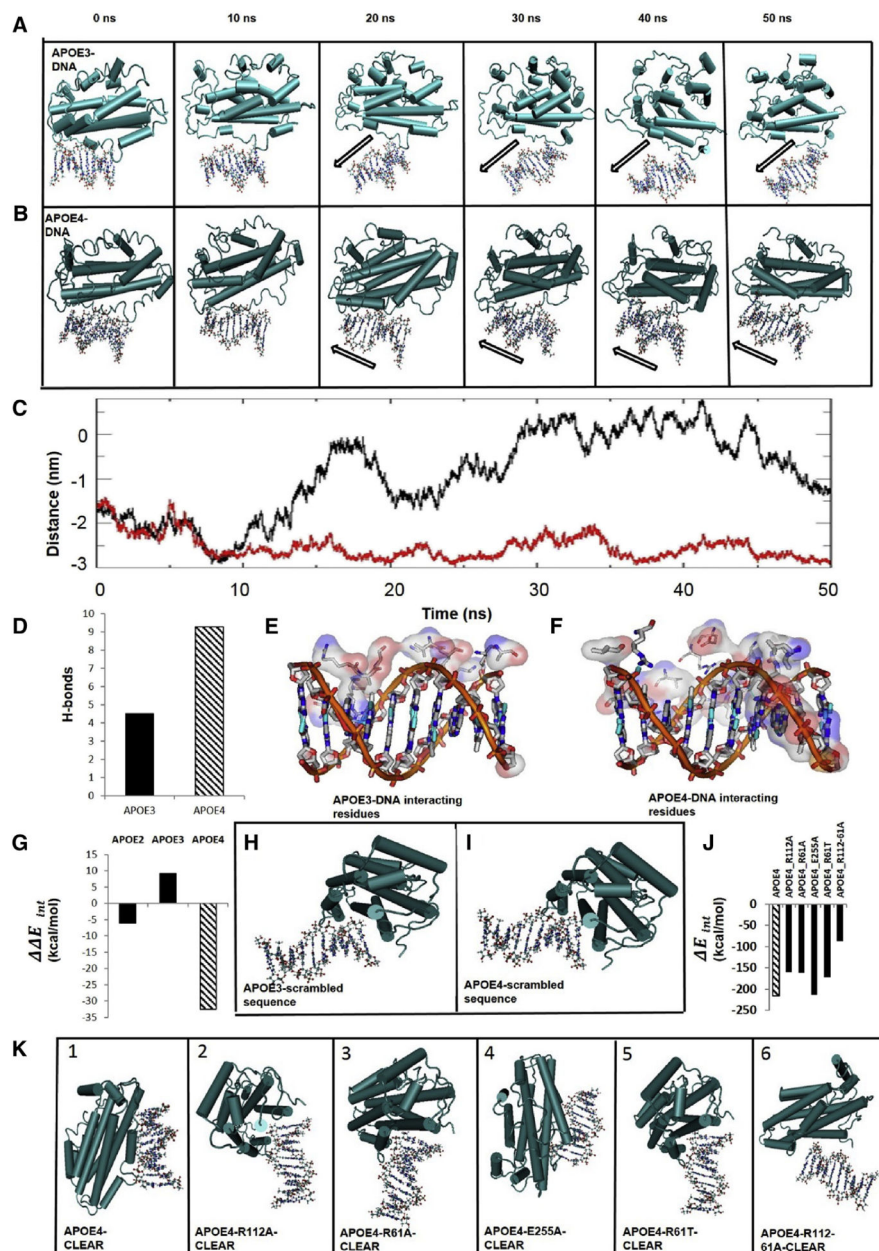 0 ns 10 ns 20 ns 30 ns 40 ns 50 ns
A
APOE3-
DNA
B
APOE4-
DNA
C
0
-1
-2
-3
Distance (nm)
0 10 20 30 40 50
Time (ns)
D
10
9
8
7
6
5
4
3
2
1
0
H-bonds
APOE3 APOE4
E
APOE3-DNA interacting
residues
F
APOE4-DNA interacting
residues
G
APOE2 APOE3 APOE4
15
10
5
0
-5
-10
-15
-20
-25
-30
-35
ΔΔE int
(kcal/mol)
H
APOE3-scrambled
sequence
I
APOE4-scrambled
sequence
J
APOE4
APOE4_R112A
APOE4_R61A
APOE4_E255A
APOE4_R61T
APOE4_R112-61A
0
-50
-100
-150
-200
-250
ΔE int
(kcal/mol)
K
1
APOE4-
CLEAR
2
APOE4-R112A-
CLEAR
3
APOE4-R61A-
CLEAR
4
APOE4-E255A-
CLEAR
5
APOE4-R61T-
CLEAR
6
APOE4-R112-
61A-CLEAR